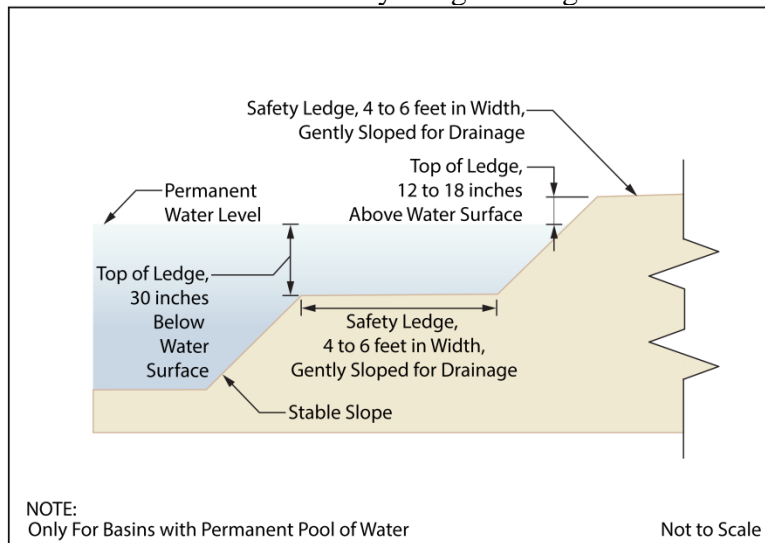 Safety Ledge, 4 to 6 feet in Width,
Gently Sloped for Drainage
Top of Ledge,
12 to 18 inches
Above Water Surface
Permanent
Water Level
Top of Ledge,
30 inches
Below
Water
Surface
Safety Ledge,
4 to 6 feet in Width,
Gently Sloped for Drainage
Stable Slope
NOTE:
Only For Basins with Permanent Pool of Water
Not to Scale